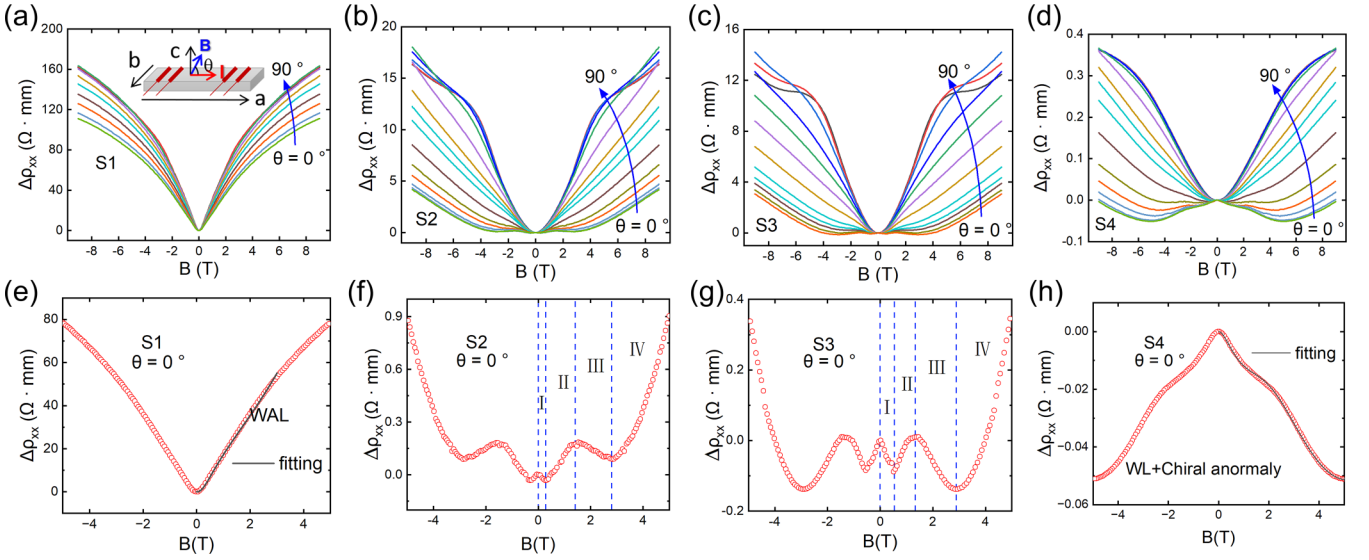 (a)
200
160
120
80
40
0
Δρxx (Ω · mm)
-8 -6 -4 -2 0 2 4 6 8
B (T)
c
B
b
θ
I
a
90 °
θ = 0 °
S1
(b)
20
15
10
5
0
Δρxx (Ω · mm)
-8 -6 -4 -2 0 2 4 6 8
B (T)
90 °
θ = 0 °
S2
(c)
16
12
8
4
0
Δρxx (Ω · mm)
-8 -6 -4 -2 0 2 4 6 8
B (T)
90 °
θ = 0 °
S3
(d)
0.4
0.3
0.2
0.1
0.0
-0.1
Δρxx (Ω · mm)
-8 -6 -4 -2 0 2 4 6 8
B (T)
90 °
θ = 0 °
S4
(e)
80
60
40
20
0
Δρxx (Ω · mm)
-4 -2 0 2 4
B(T)
S1
θ = 0 °
WAL
fitting
(f)
0.9
0.6
0.3
0.0
Δρxx (Ω · mm)
-4 -2 0 2 4
B(T)
S2
θ = 0 °
I
II
III
IV
(g)
0.4
0.2
0.0
-0.2
Δρxx (Ω · mm)
-4 -2 0 2 4
B(T)
S3
θ = 0 °
I
II
III
IV
(h)
0.00
-0.02
-0.04
-0.06
Δρxx (Ω · mm)
-4 -2 0 2 4
B(T)
S4
θ = 0 °
fitting
WL+Chiral anormaly